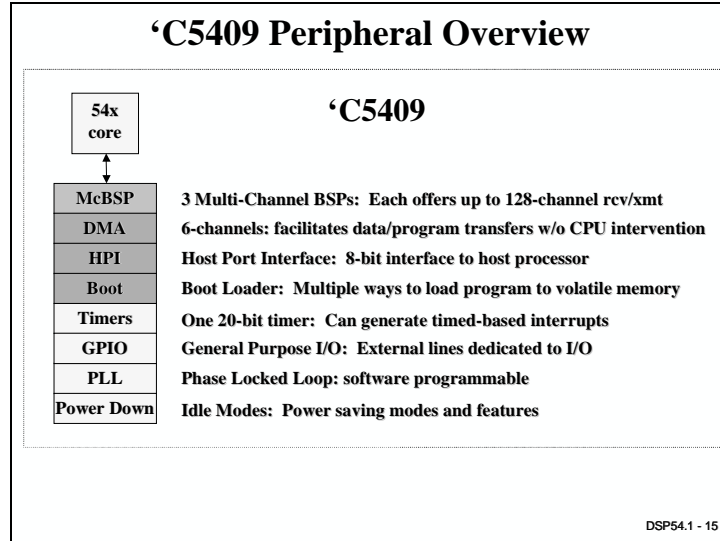 ‘C5409 Peripheral Overview
54x
core
‘C5409
McBSP 3 Multi-Channel BSPs: Each offers up to 128-channel rcv/xmt
DMA 6-channels: facilitates data/program transfers w/o CPU intervention
HPI Host Port Interface: 8-bit interface to host processor
Boot Boot Loader: Multiple ways to load program to volatile memory
Timers One 20-bit timer: Can generate timed-based interrupts
GPIO General Purpose I/O: External lines dedicated to I/O
PLL Phase Locked Loop: software programmable
Power Down Idle Modes: Power saving modes and features
DSP54.1 - 15